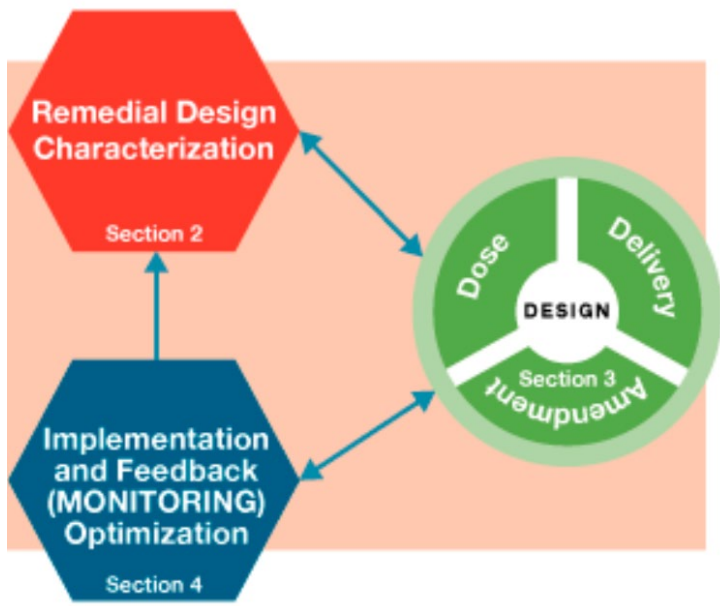 Remedial Design
Characterization
Section 2
Dose
Delivery
DESIGN
Section 3
Amendment
Implementation
and Feedback
(MONITORING)
Optimization
Section 4